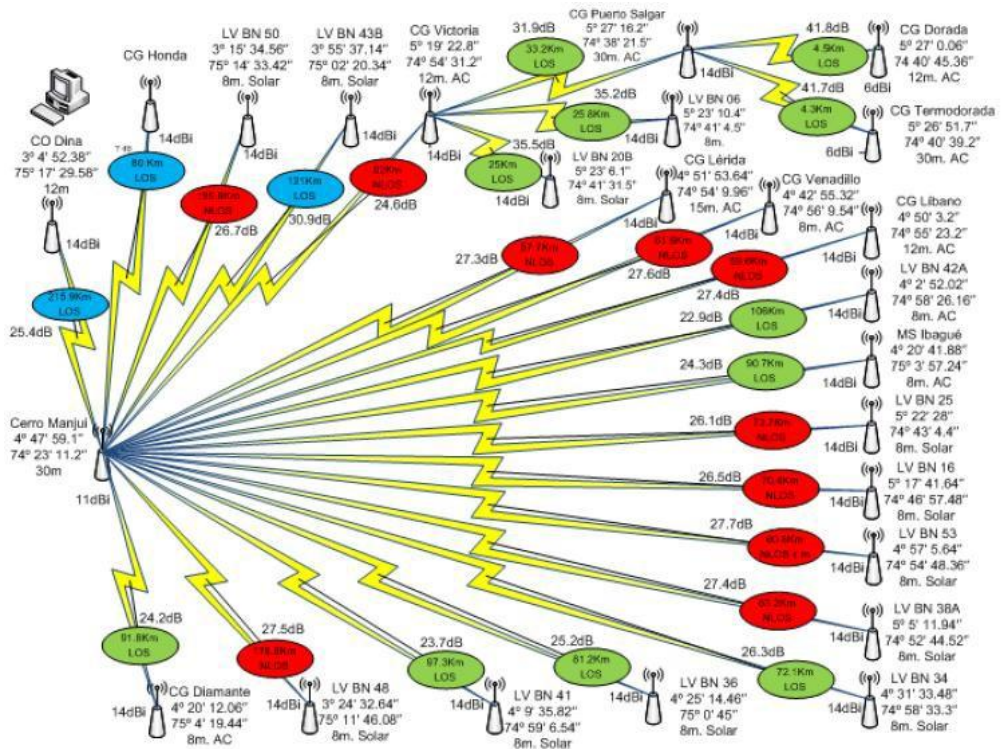 CG Honda
14dBi
80 Km
LOS
LV BN 50
3º 15' 34.56"
75º 14' 33.42"
8m. Solar
14dBi
NLOS
26.7dB
LV BN 43B
3º 55' 37.14"
75º 02' 20.34"
8m. Solar
14dBi
121Km
LOS
30.9dB
CG Victoria
5º 19' 22.8"
74º 54' 31.2"
12m. AC
14dBi
NLOS
24.6dB
31.9dB
33.2Km
LOS
CG Puerto Salgar
5º 27' 16.2"
74º 38' 21.5"
30m. AC
14dBi
41.8dB
4.5Km
LOS
CG Dorada
5º 27' 0.06"
74 40' 45.36"
12m. AC
6dBi
41.7dB
4.3Km
LOS
CG Termodorada
5º 26' 51.7"
74º 40' 39.2"
30m. AC
6dBi
35.2dB
25.8Km
LOS
14dBi
LV BN 06
5º 23' 10.4"
74º 41' 4.5"
8m.
35.5dB
25Km
LOS
14dBi
LV BN 20B
5º 23' 6.1"
74º 41' 31.5"
8m. Solar
CO Dina
3º 4' 52.38"
75º 17' 29.58"
12m
14dBi
215.9Km
LOS
25.4dB
Cerro Manjui
4º 47' 59.1"
74º 23' 11.2"
30m
11dBi
CG Lérida
4º 51' 53.64"
74º 54' 9.96"
15m. AC
14dBi
57.7Km
NLOS
27.3dB
CG Venadillo
4º 42' 55.32"
74º 56' 9.54"
8m. AC
14dBi
NLOS
27.6dB
CG Líbano
4º 50' 3.2"
74º 55' 23.2"
12m. AC
14dBi
NLOS
27.4dB
LV BN 42A
4º 2' 52.02"
74º 58' 26.16"
8m. AC
14dBi
106Km
LOS
22.9dB
MS Ibagué
4º 20' 41.88"
75º 3' 57.24"
8m. AC
14dBi
90.7Km
LOS
24.3dB
LV BN 25
5º 22' 28"
74º 43' 4.4"
8m. Solar
14dBi
NLOS
26.1dB
LV BN 16
5º 17' 41.64"
74º 46' 57.48"
8m. Solar
14dBi
NLOS
26.5dB
LV BN 53
4º 57' 5.64"
74º 54' 48.36"
8m. Solar
14dBi
NLOS
27.7dB
LV BN 38A
5º 5' 11.94"
74º 52' 44.52"
8m. Solar
14dBi
NLOS
27.4dB
LV BN 34
4º 31' 33.48"
74º 58' 33.3"
8m. Solar
14dBi
72.1Km
LOS
26.3dB
24.2dB
91.8Km
LOS
14dBi
CG Diamante
4º 20' 12.06"
75º 4' 19.44"
8m. AC
27.5dB
NLOS
14dBi
LV BN 48
3º 24' 32.64"
75º 11' 46.08"
8m. Solar
23.7dB
97.3Km
LOS
14dBi
LV BN 41
4º 9' 35.82"
74º 59' 6.54"
8m. Solar
25.2dB
81.2Km
LOS
14dBi
LV BN 36
4º 25' 14.46"
75º 0' 45"
8m. Solar